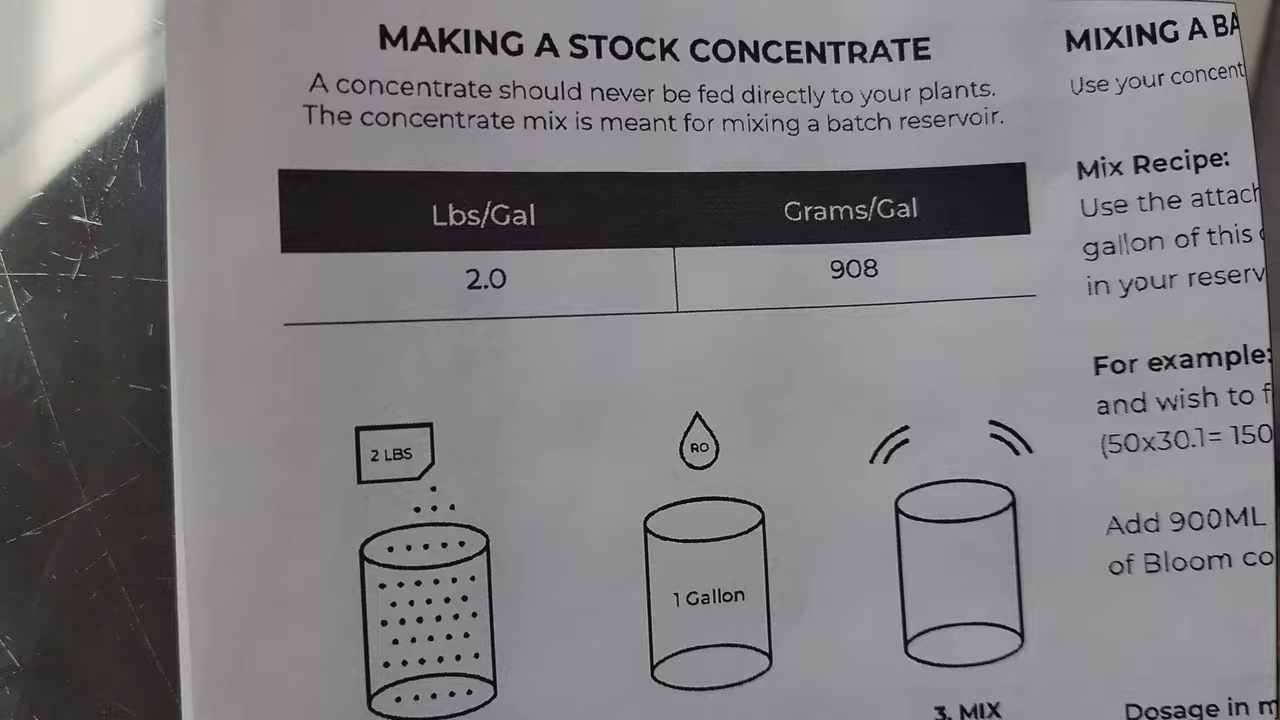 MAKING A STOCK CONCENTRATE
A concentrate should never be fed directly to your plants.
The concentrate mix is meant for mixing a batch reservoir.
Lbs/Gal Grams/Gal
2.0 908
2 LBS
RO
1 Gallon
3. MIX
MIXING A BA
Use your concent
Mix Recipe:
Use the attach
gallon of this
in your reserv
For example:
and wish to f
(50x30.1= 150
Add 900ML
of Bloom co
Dosage in m